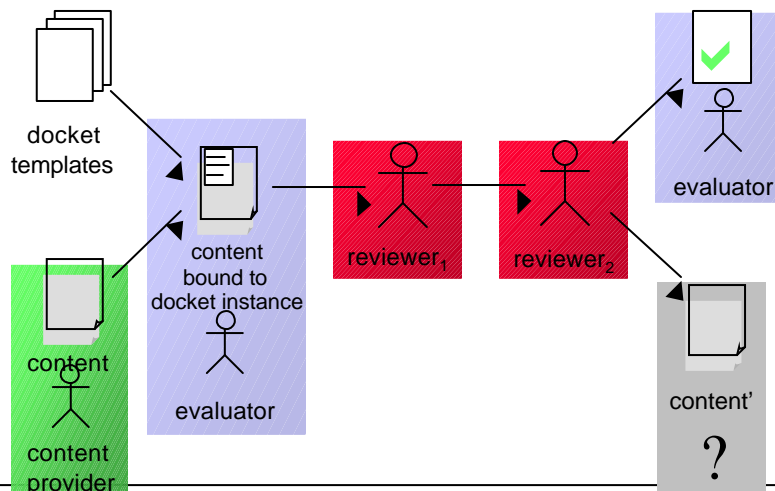 docket
templates
content
content
provider
content
bound to
docket instance
evaluator
reviewer₁
reviewer₂
evaluator
content’
?